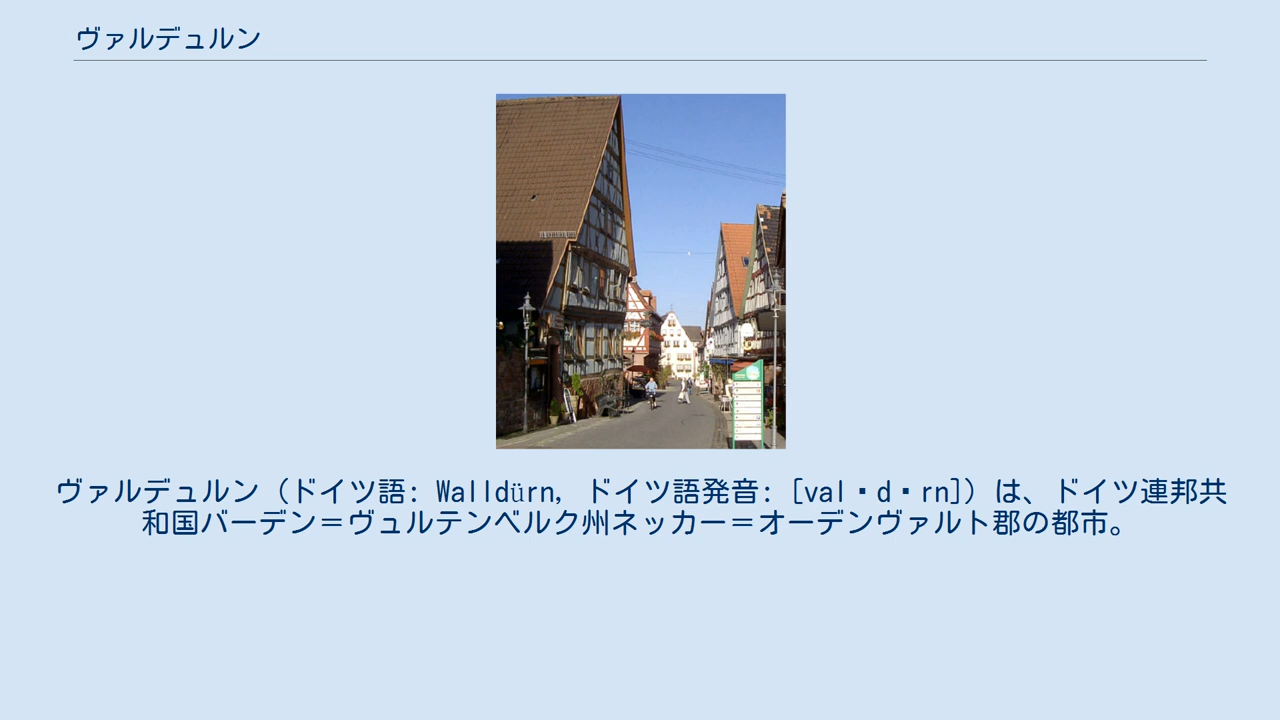 ヴァルデュルン
ヴァルデュルン（ドイツ語: Walldürn, ドイツ語発音: [val▪d▪rn]）は、ドイツ連邦共
和国バーデン＝ヴュルテンベルク州ネッカー＝オーデンヴァルト郡の都市。